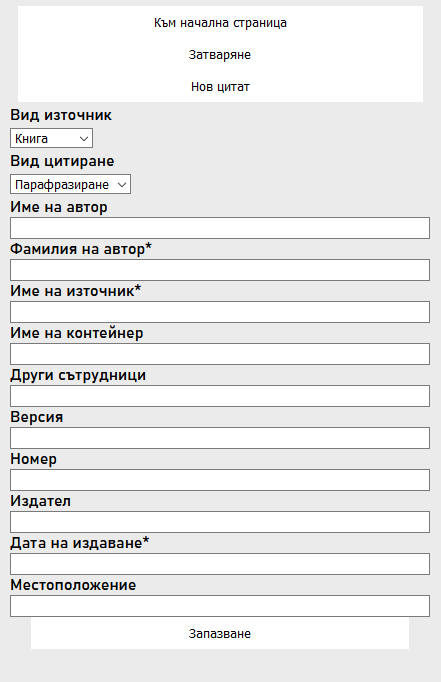 Към начална страница
Затваряне
Нов цитат
Вид източник
Книга
Вид цитиране
Парафразиране
Име на автор
Фамилия на автор*
Име на източник*
Име на контейнер
Други сътрудници
Версия
Номер
Издател
Дата на издаване*
Местоположение
Запазване